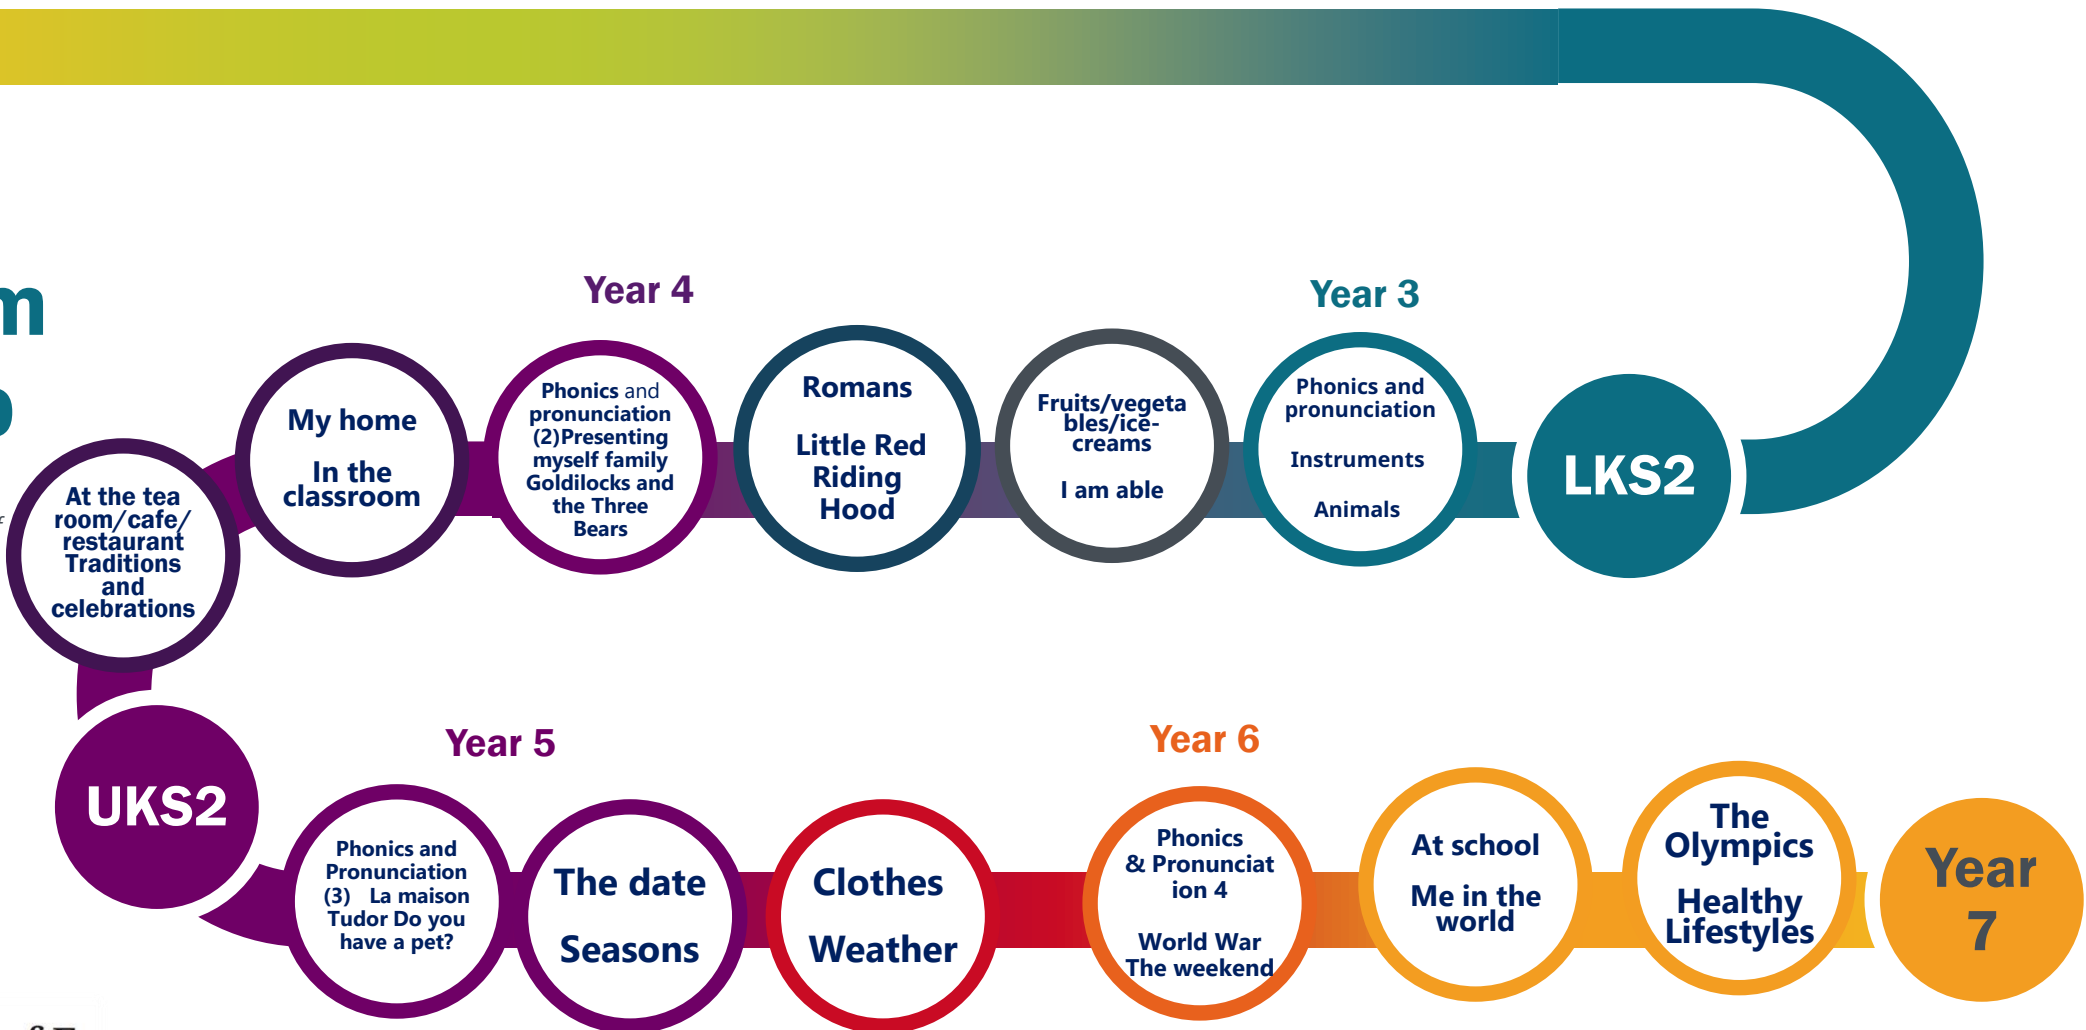 m
Year 4
Year 3
Phonics and
pronunciation
Instruments
Animals
LKS2
Fruits/vegeta
bles/ice-
creams
I am able
Romans
Little Red
Riding
Hood
Phonics and
pronunciation
(2)Presenting
myself family
Goldilocks and
the Three
Bears
My home
In the
classroom
At the tea
room/cafe/
restaurant
Traditions
and
celebrations
UKS2
Year 5
Year 6
Phonics and
Pronunciation
(3) La maison
Tudor Do you
have a pet?
The date
Seasons
Clothes
Weather
Phonics
& Pronunciat
ion 4
World War
The weekend
At school
Me in the
world
The
Olympics
Healthy
Lifestyles
Year
7